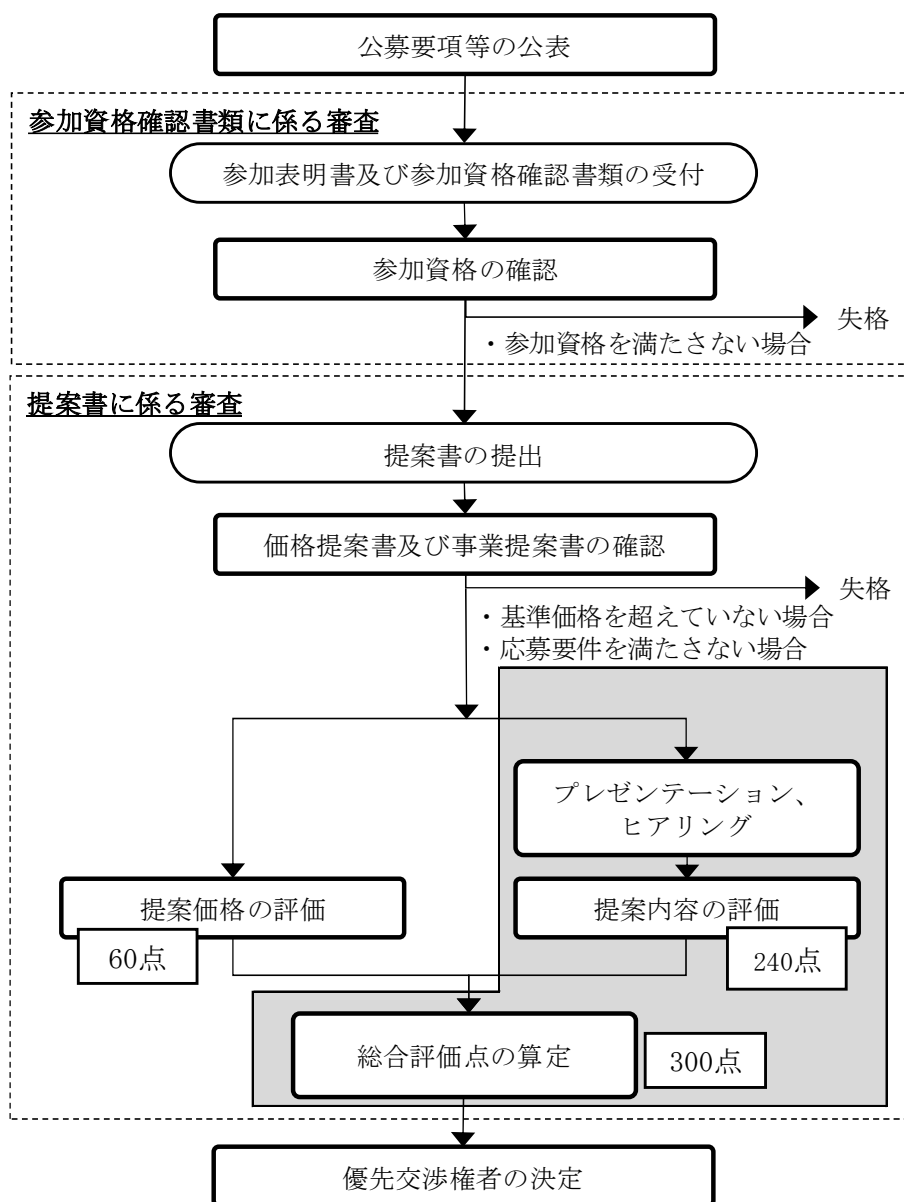 公募要項等の公表
参加資格確認書類に係る審査
参加表明書及び参加資格確認書類の受付
参加資格の確認
失格
・参加資格を満たさない場合
提案書に係る審査
提案書の提出
価格提案書及び事業提案書の確認
失格
・基準価格を超えていない場合
・応募要件を満たさない場合
プレゼンテーション、
ヒアリング
提案価格の評価
提案内容の評価
60点
240点
総合評価点の算定
300点
優先交渉権者の決定